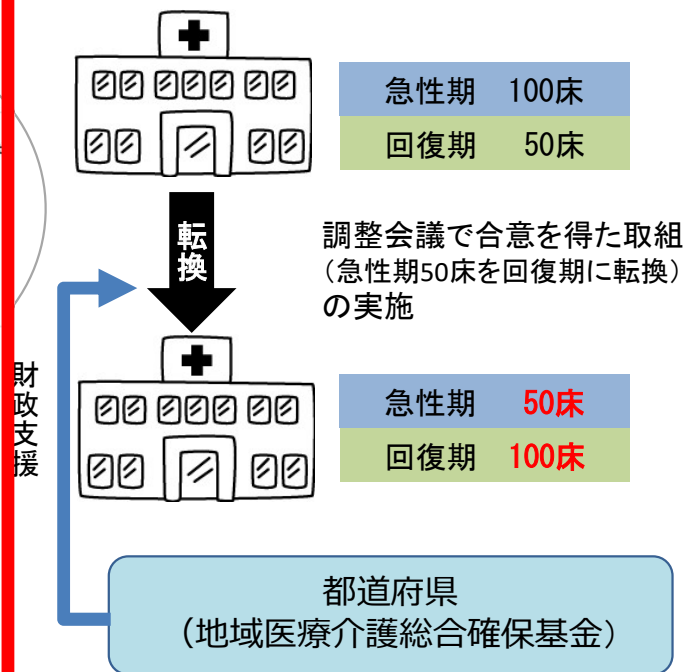 急性期 100床
回復期 50床
転換
調整会議で合意を得た取組
（急性期50床を回復期に転換）
の実施
財政支援
急性期 50床
回復期 100床
都道府県
（地域医療介護総合確保基金）